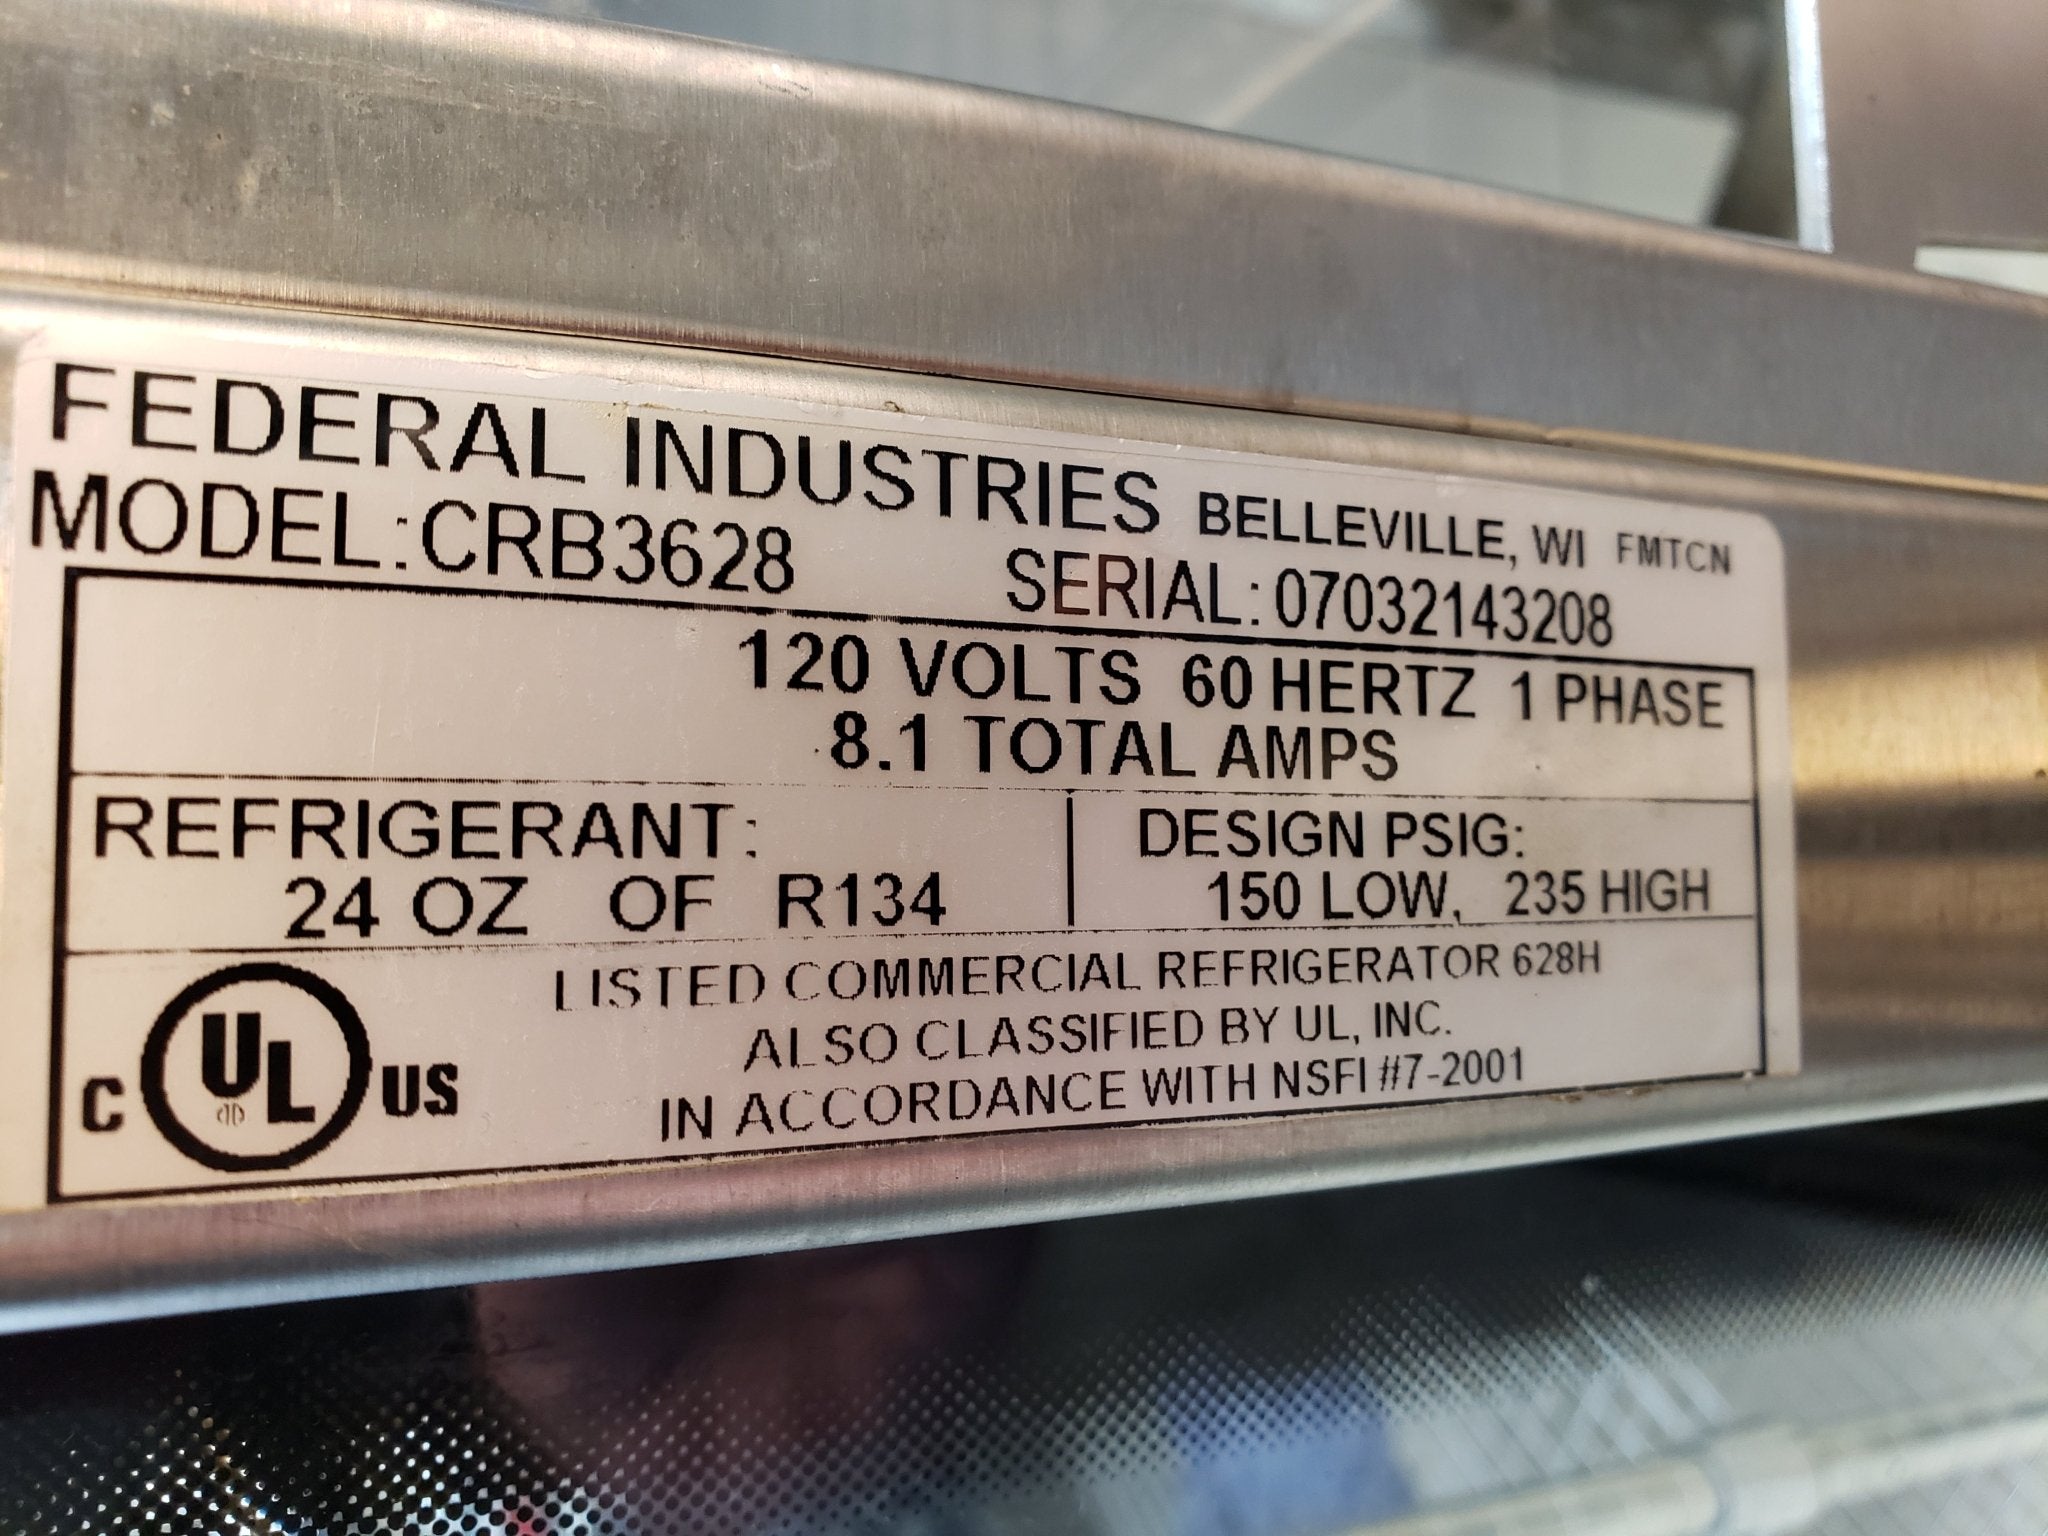 FEDERAL INDUSTRIES BELLEVILLE, WI FMTCN
MODEL:CRB3628 SERIAL:07032143208
120 VOLTS 60 HERTZ 1 PHASE
8.1 TOTAL AMPS
REFRIGERANT:
24 OZ OF R134
DESIGN PSIG:
150 LOW, 235 HIGH
LISTED COMMERCIAL REFRIGERATOR 628H
ALSO CLASSIFIED BY UL, INC.
IN ACCORDANCE WITH NSFI #7-2001
C UL US